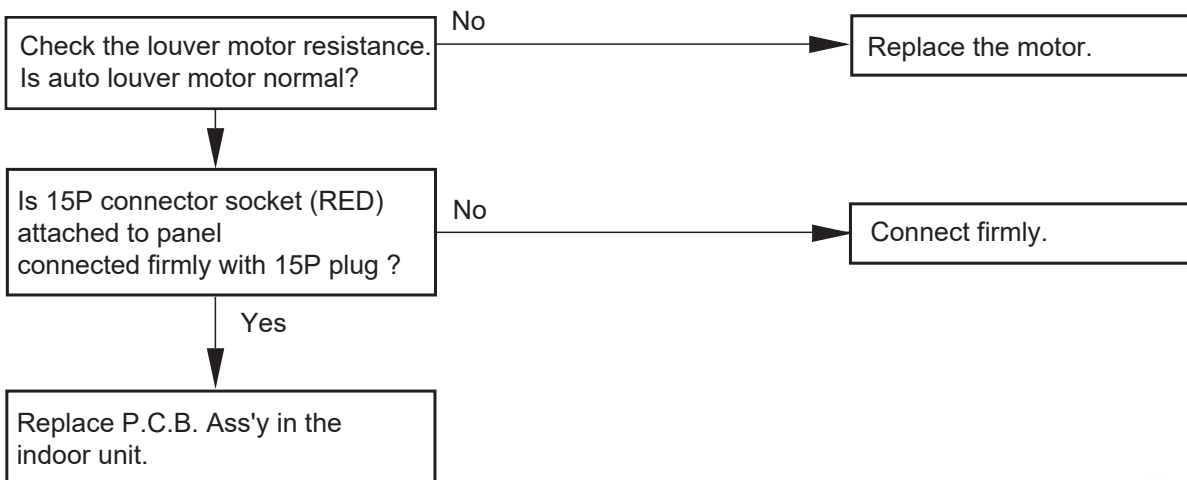 Check the louver motor resistance.
Is auto louver motor normal?
No
Replace the motor.
Is 15P connector socket (RED)
attached to panel
connected firmly with 15P plug ?
No
Connect firmly.
Yes
Replace P.C.B. Ass'y in the
indoor unit.